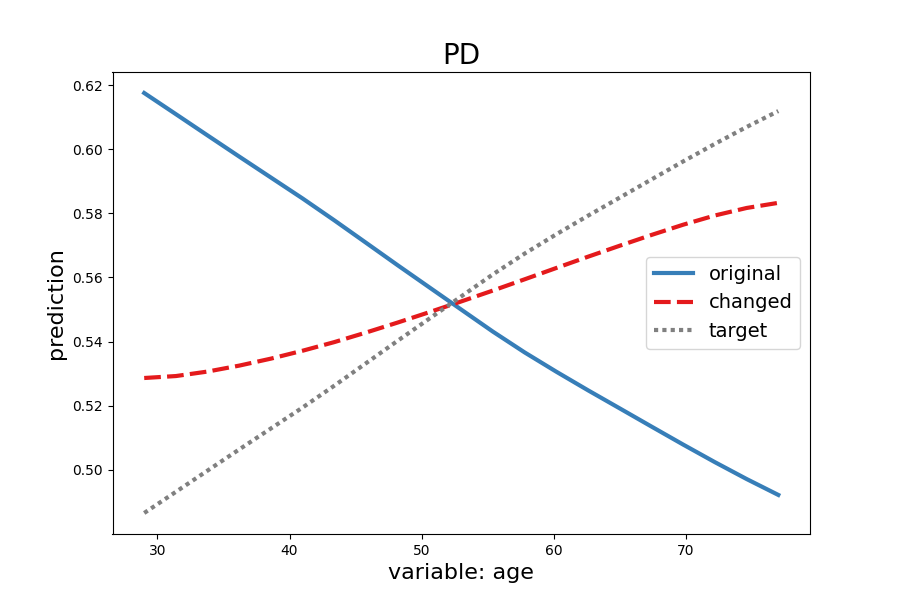 PD
0.62
0.60
0.58
0.56
0.54
0.52
0.50
prediction
original
changed
target
30 40 50 60 70
variable: age